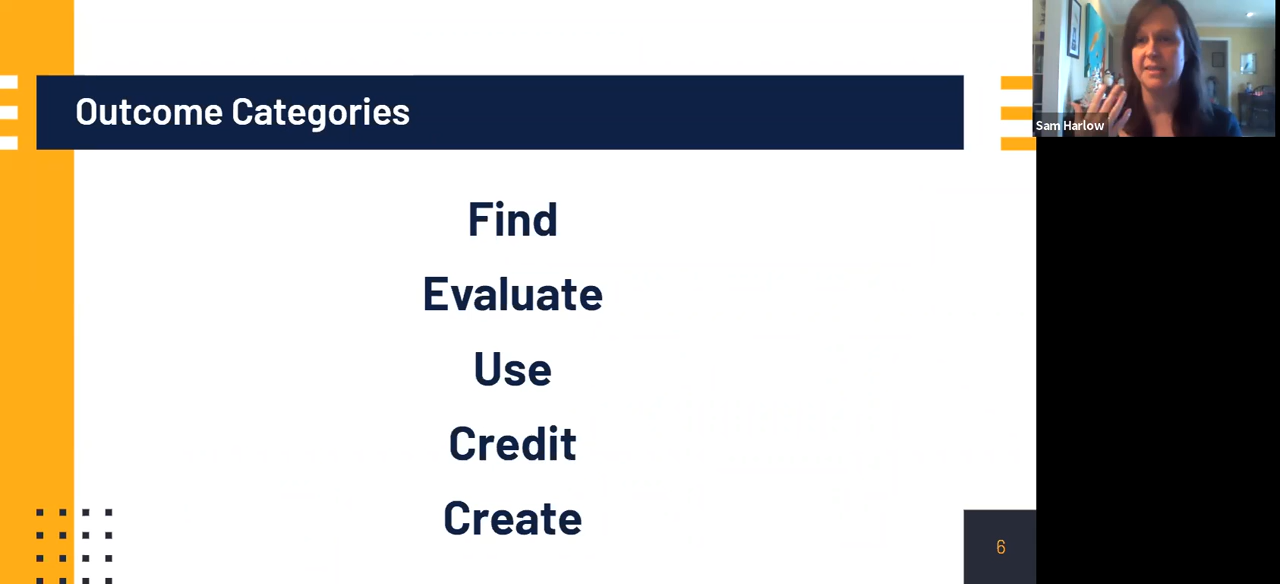 Outcome Categories
Sam Harlow
Find
Evaluate
Use
Credit
Create
6